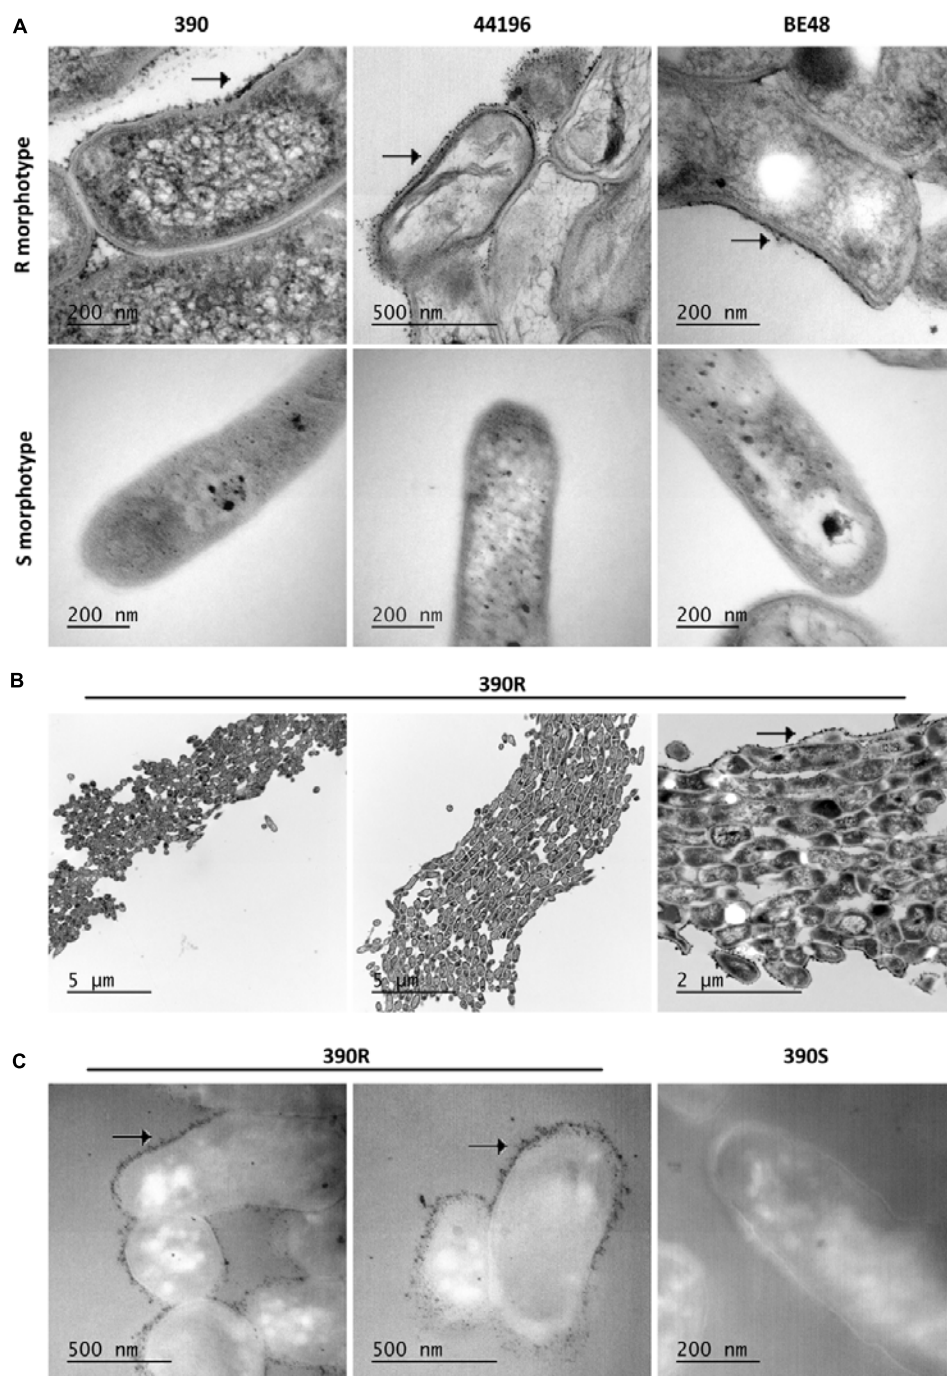 A
390 44196 BE48
R morphotype
200 nm 500 nm 200 nm
S morphotype
200 nm 200 nm 200 nm
B
390R
5 μm 5 μm 2 μm
C
390R 390S
500 nm 500 nm 200 nm